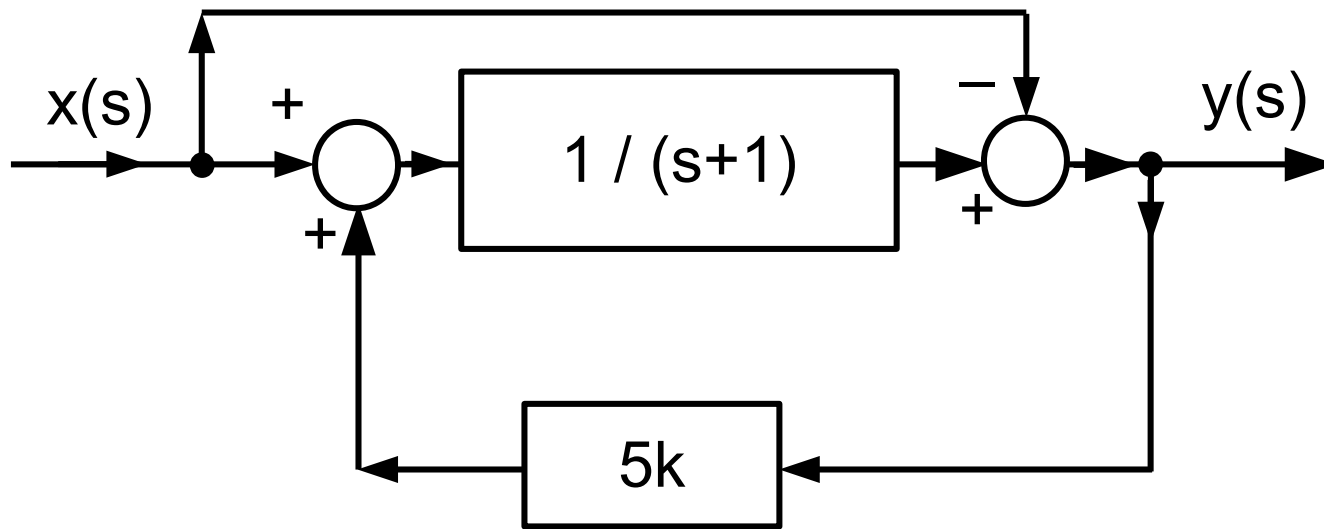 x(s)
+
+
1 / (s+1)
−
+
y(s)
5k